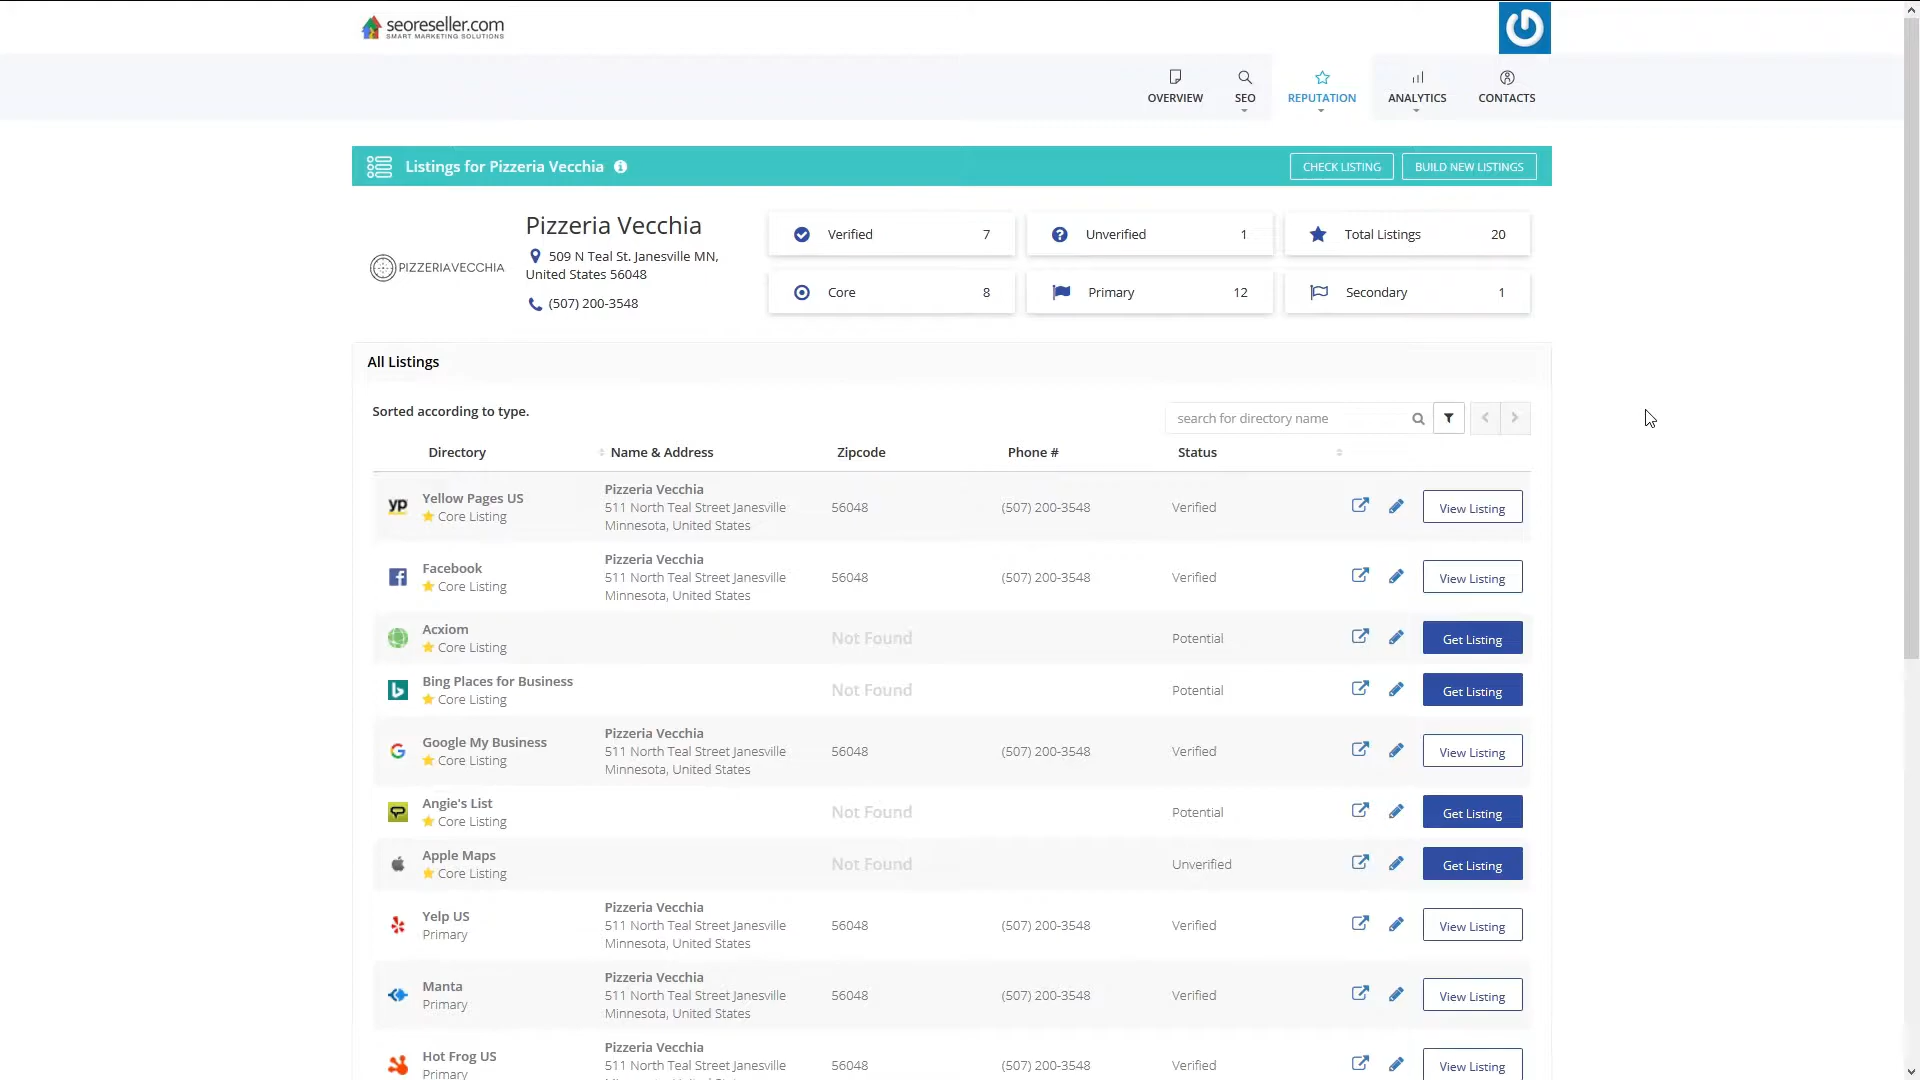 seoreseller.com
SMART MARKETING SOLUTIONS
OVERVIEW
SEO
REPUTATION
ANALYTICS
CONTACTS
Listings for Pizzeria Vecchia
CHECK LISTING
BUILD NEW LISTINGS
PIZZERIAVECCHIA
Pizzeria Vecchia
509 N Teal St. Janesville MN,
United States 56048
(507) 200-3548
Verified 7
Unverified 1
Total Listings 20
Core 8
Primary 12
Secondary 1
All Listings
Sorted according to type.
search for directory name
Directory Name & Address Zipcode Phone # Status
Yellow Pages US
Core Listing
Pizzeria Vecchia
511 North Teal Street Janesville
Minnesota, United States
56048
(507) 200-3548
Verified
View Listing
Facebook
Core Listing
Pizzeria Vecchia
511 North Teal Street Janesville
Minnesota, United States
56048
(507) 200-3548
Verified
View Listing
Acxiom
Core Listing
Not Found
Potential
Get Listing
Bing Places for Business
Core Listing
Not Found
Potential
Get Listing
Google My Business
Core Listing
Pizzeria Vecchia
511 North Teal Street Janesville
Minnesota, United States
56048
(507) 200-3548
Verified
View Listing
Angie's List
Core Listing
Not Found
Potential
Get Listing
Apple Maps
Core Listing
Not Found
Unverified
Get Listing
Yelp US
Primary
Pizzeria Vecchia
511 North Teal Street Janesville
Minnesota, United States
56048
(507) 200-3548
Verified
View Listing
Manta
Primary
Pizzeria Vecchia
511 North Teal Street Janesville
Minnesota, United States
56048
(507) 200-3548
Verified
View Listing
Hot Frog US
Primary
Pizzeria Vecchia
511 North Teal Street Janesville
56048
(507) 200-3548
Verified
View Listing